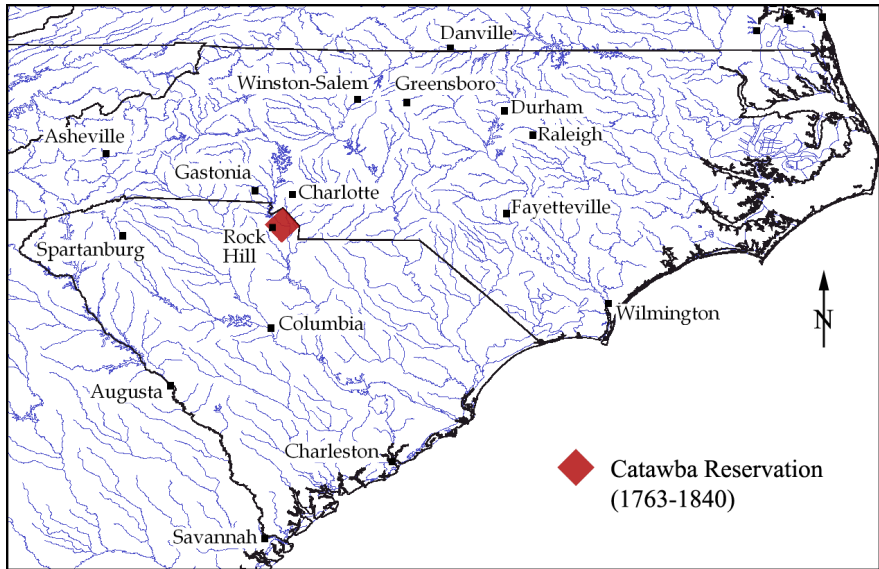 Danville
Winston-Salem
Greensboro
Durham
Raleigh
Asheville
Gastonia
Charlotte
Fayetteville
Spartanburg
Rock
Hill
Wilmington
N
Columbia
Augusta
Charleston
Catawba Reservation
(1763-1840)
Savannah